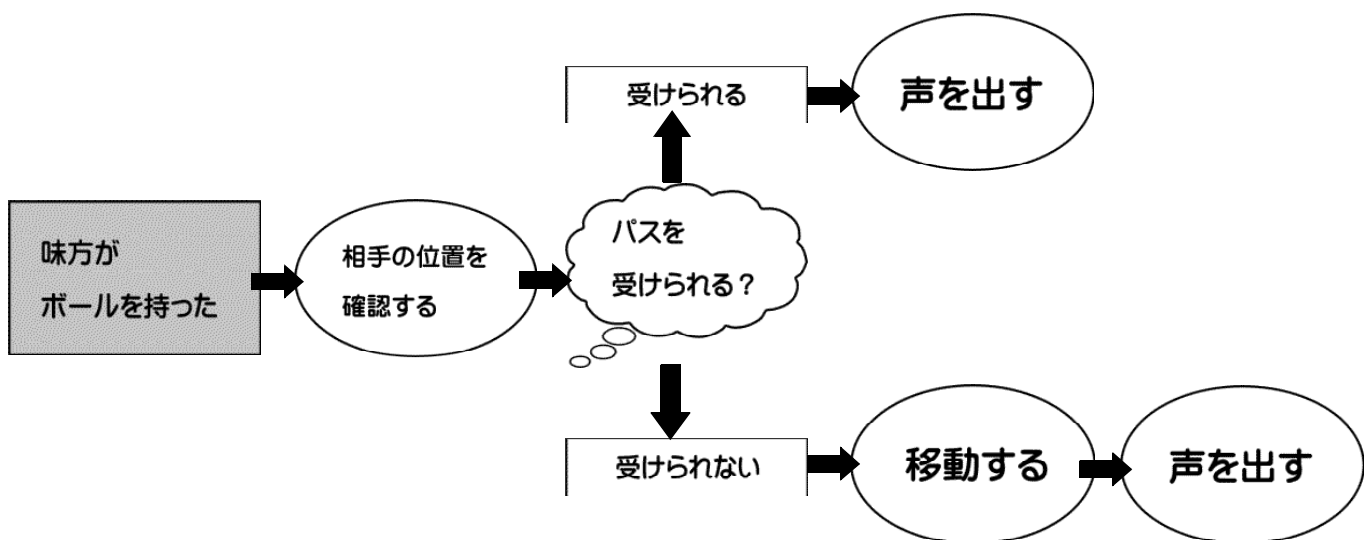 味方が
ボールを持った
相手の位置を
確認する
パスを
受けられる？
受けられる
声を出す
受けられない
移動する
声を出す